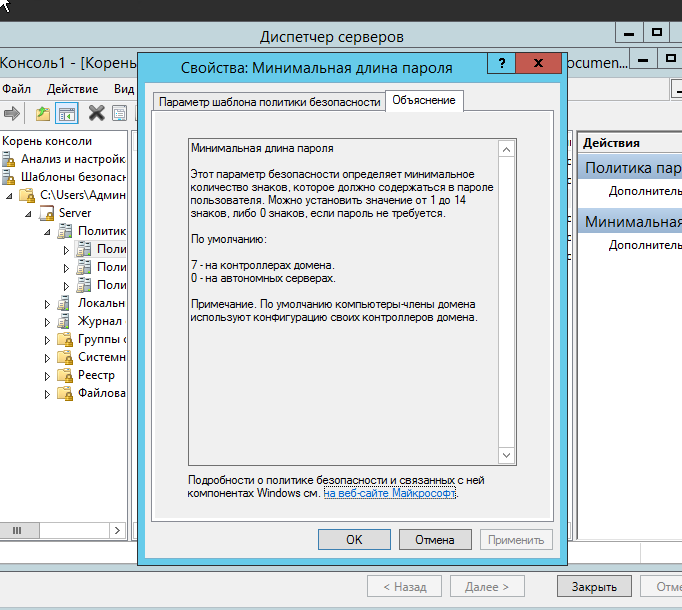 Диспетчер серверов
Консоль1 - [Корень
ocumen...
Свойства: Минимальная длина пароля
?
x
Файл Действие Вид
Параметр шаблона политики безопасности
Объяснение
Корень консоли
Анализ и настройк
Шаблоны безопас
C:\Users\Админ
Server
Политик
Поли
Поли
Поли
Локальн
Журнал
Группы с
Системн
Реестр
Файлова
Минимальная длина пароля
Этот параметр безопасности определяет минимальное
количество знаков, которое должно содержаться в пароле
пользователя. Можно установить значение от 1 до 14
знаков, либо 0 знаков, если пароль не требуется.
По умолчанию:
7 - на контроллерах домена.
0 - на автономных серверах.
Примечание. По умолчанию компьютеры-члены домена
используют конфигурацию своих контроллеров домена.
Подробности о политике безопасности и связанных с ней
компонентах Windows см. на веб-сайте Майкрософт.
OK
Отмена
Применить
Действия
Политика пар
Дополнитель
Минимальная
Дополнитель
< Назад
Далее >
Закрыть
Отме